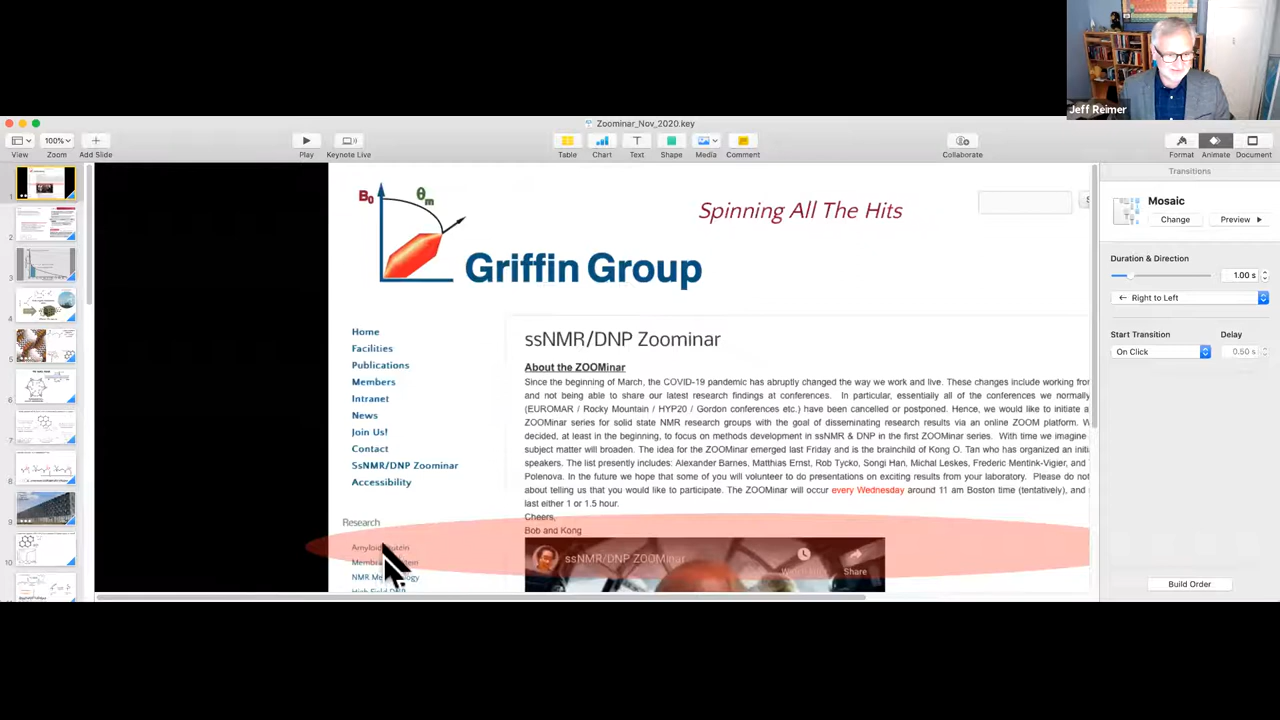 Jeff Reimer
Zoominar_Nov_2020.key
100%
View
Zoom
Add Slide
Play
Keynote Live
Table
Chart
Text
Shape
Media
Comment
Collaborate
Format
Animate
Document
1
2
3
4
5
6
7
8
9
10
B₀
θm
Spinning All The Hits
Griffin Group
Home
Facilities
Publications
Members
Intranet
News
Join Us!
Contact
SsNMR/DNP Zoominar
Accessibility
Research
ssNMR/DNP Zoominar
About the ZOOMinar
Since the beginning of March, the COVID-19 pandemic has abruptly changed the way we work and live. These changes include working
and not being able to share our latest research findings at conferences. In particular, essentially all of the conferences we normally
(EUROMAR / Rocky Mountain / HYP20 / Gordon conferences etc.) have been cancelled or postponed. Hence, we would like to initiate a
ZOOMinar series for solid state NMR research groups with the goal of disseminating research results via an online ZOOM platform.
decided, at least in the beginning, to focus on methods development in ssNMR & DNP in the first ZOOMinar series. With time we imagine
subject matter will broaden. The idea for the ZOOMinar emerged last Friday and is the brainchild of Kong O. Tan who has organized an
speakers. The list presently includes: Alexander Barnes, Matthias Ernst, Rob Tycko, Songi Han, Michal Leskes, Frederic Mentink-Vigier, and
Polenova. In the future we hope that some of you will volunteer to do presentations on exciting results from your laboratory. Please do
about telling us that you would like to participate. The ZOOMinar will occur every Wednesday around 11 am Boston time (tentatively), and
last either 1 or 1.5 hour.
Cheers,
Bob and Kong
ssNMR/DNP ZOOMinar
Share
Transitions
Mosaic
Change
Preview
Duration & Direction
1.00 s
← Right to Left
Start Transition
Delay
On Click
0.50 s
Build Order